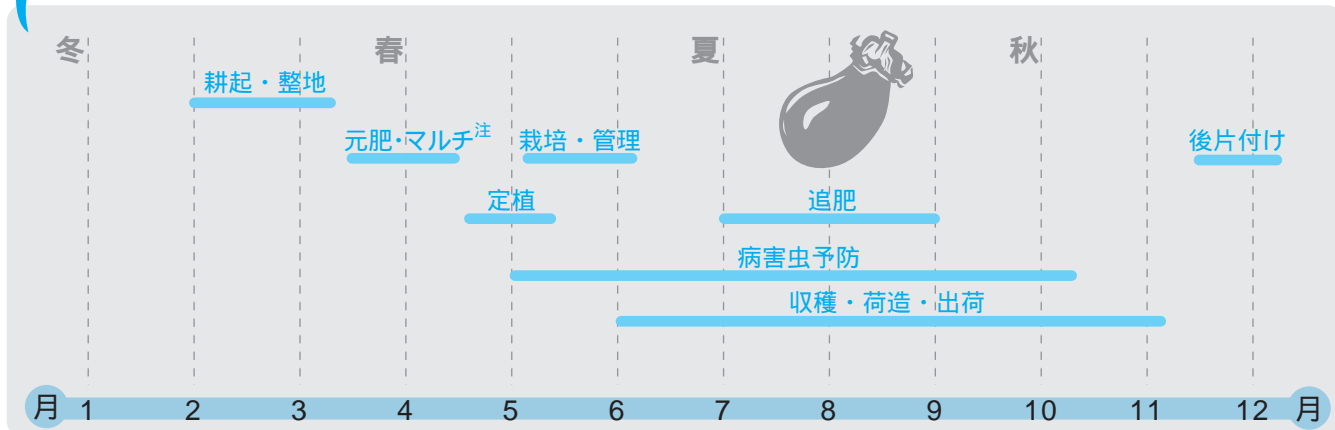 冬 春 夏 秋
耕起・整地
元肥・マルチ注 栽培・管理 後片付け
定植 追肥
病害虫予防
収穫・荷造・出荷
月 1 2 3 4 5 6 7 8 9 10 11 12 月